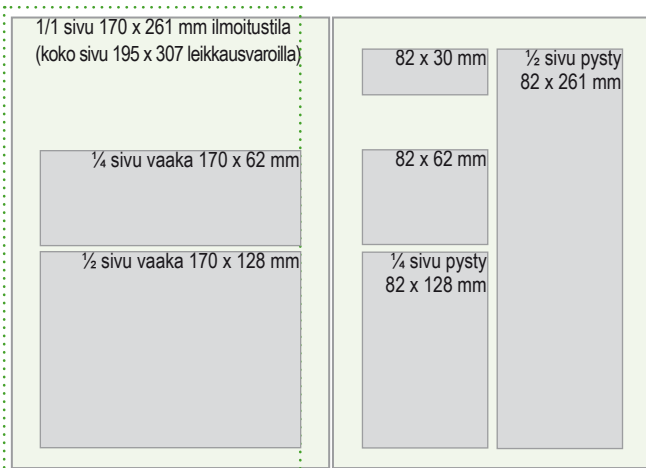 1/1 sivu 170 x 261 mm ilmoitustila
(koko sivu 195 x 307 leikkausvaroilla)
¼ sivu vaaka 170 x 62 mm
½ sivu vaaka 170 x 128 mm
82 x 30 mm
82 x 62 mm
¼ sivu pysty
82 x 128 mm
½ sivu pysty
82 x 261 mm